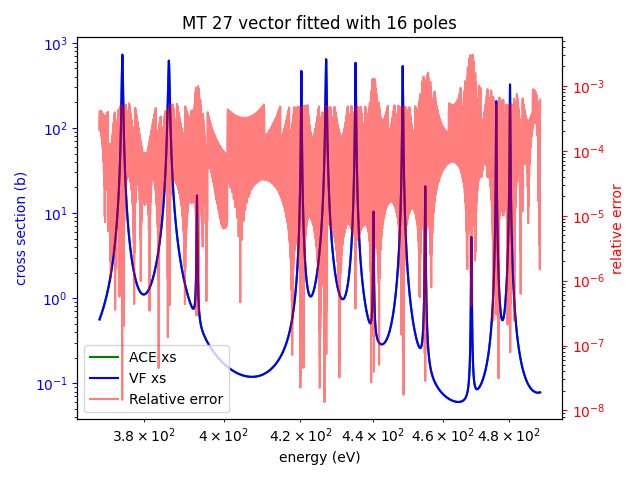 MT 27 vector fitted with 16 poles
10³
10²
10¹
10⁰
10⁻¹
cross section (b)
10⁻³
10⁻⁴
10⁻⁵
10⁻⁶
10⁻⁷
10⁻⁸
relative error
ACE xs
VF xs
Relative error
3.8 × 10² 4 × 10² 4.2 × 10² 4.4 × 10² 4.6 × 10² 4.8 × 10²
energy (eV)